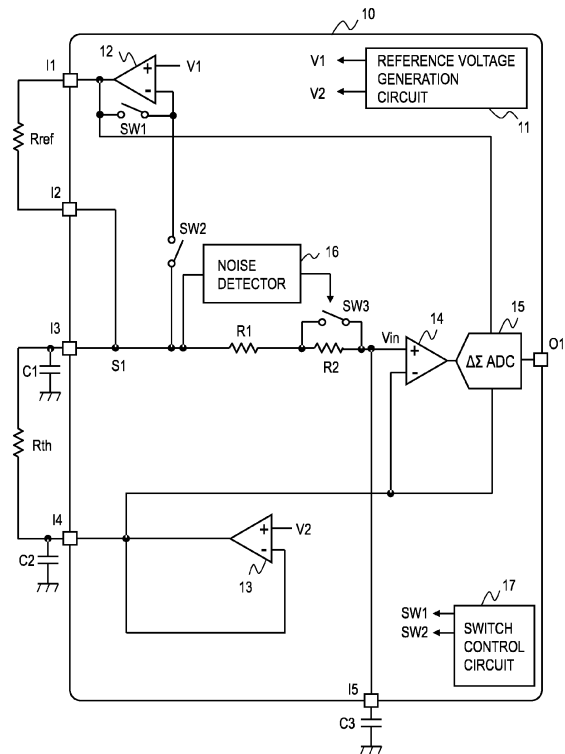 10
I1
12
V1
SW1
V1
V2
REFERENCE VOLTAGE
GENERATION
CIRCUIT
11
Rref
I2
SW2
16
NOISE
DETECTOR
SW3
I3
S1
R1
R2
Vin
14
15
ΔΣ ADC
O1
C1
Rth
I4
C2
V2
13
17
SW1
SW2
SWITCH
CONTROL
CIRCUIT
I5
C3